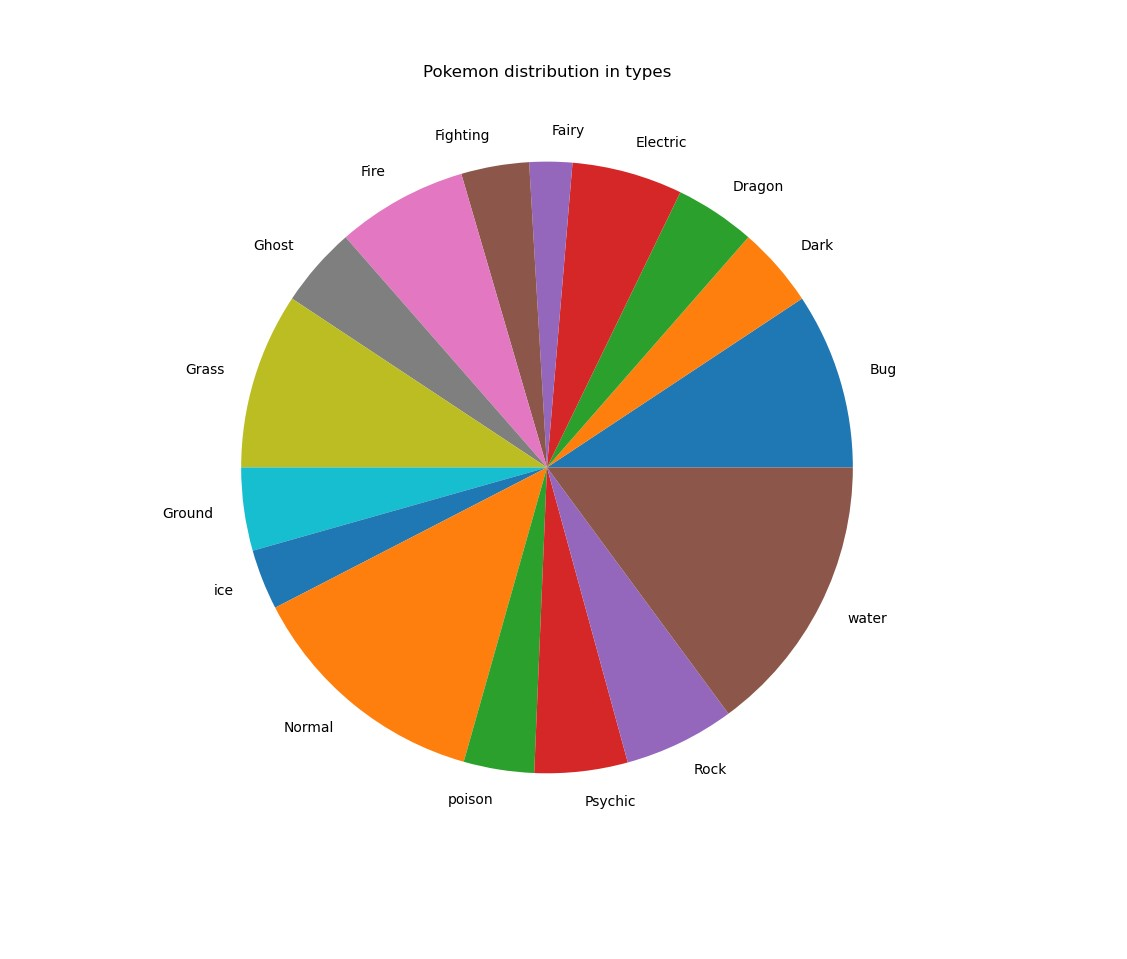 Pokemon distribution in types
Fairy
Fighting
Electric
Fire
Dragon
Ghost
Dark
Grass
Bug
Ground
ice
water
Normal
Rock
poison
Psychic